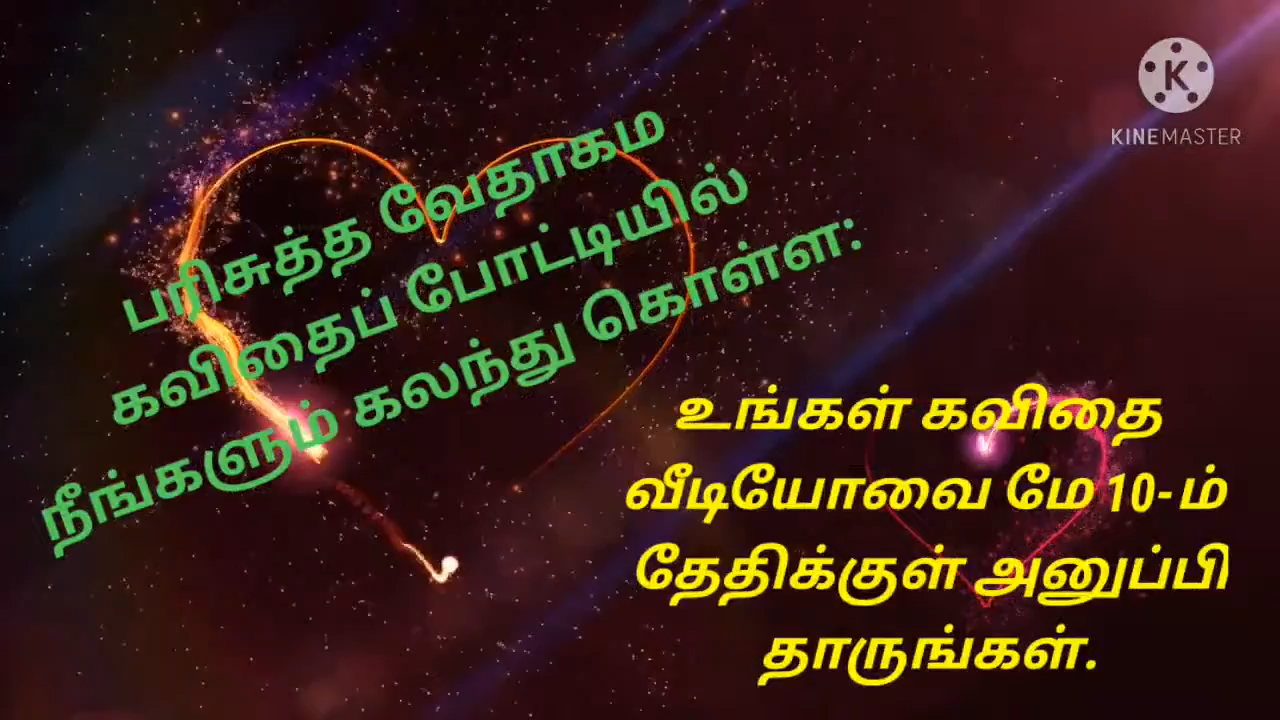 பரிசுத்த வேதாகம
கவிதைப் போட்டியில்
நீங்களும் கலந்து கொள்ள:
உங்கள் கவிதை
வீடியோவை மே 10-ம்
தேதிக்குள் அனுப்பி
தாருங்கள்.
K
KINEMASTER